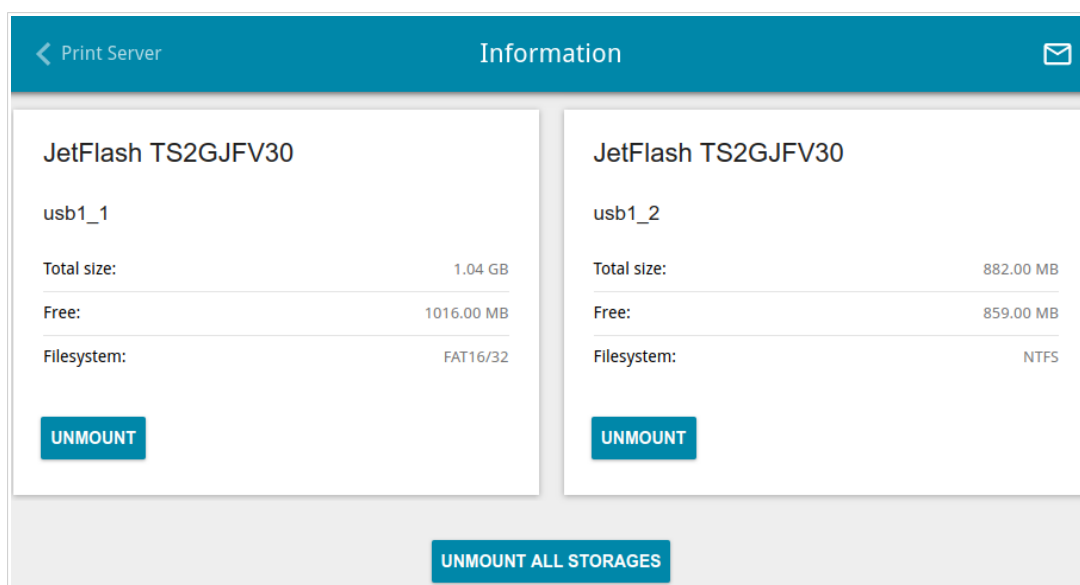 Print Server
Information
JetFlash TS2GJFV30
usb1_1
Total size: 1.04 GB
Free: 1016.00 MB
Filesystem: FAT16/32
UNMOUNT
JetFlash TS2GJFV30
usb1_2
Total size: 882.00 MB
Free: 859.00 MB
Filesystem: NTFS
UNMOUNT
UNMOUNT ALL STORAGES